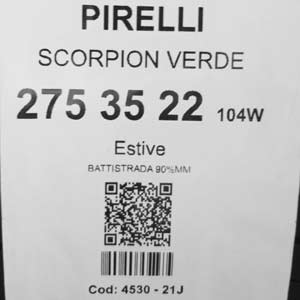 PIRELLI
SCORPION VERDE
275 35 22 104W
Estive
BATTISTRADA 90%MM
Cod: 4530 - 21J